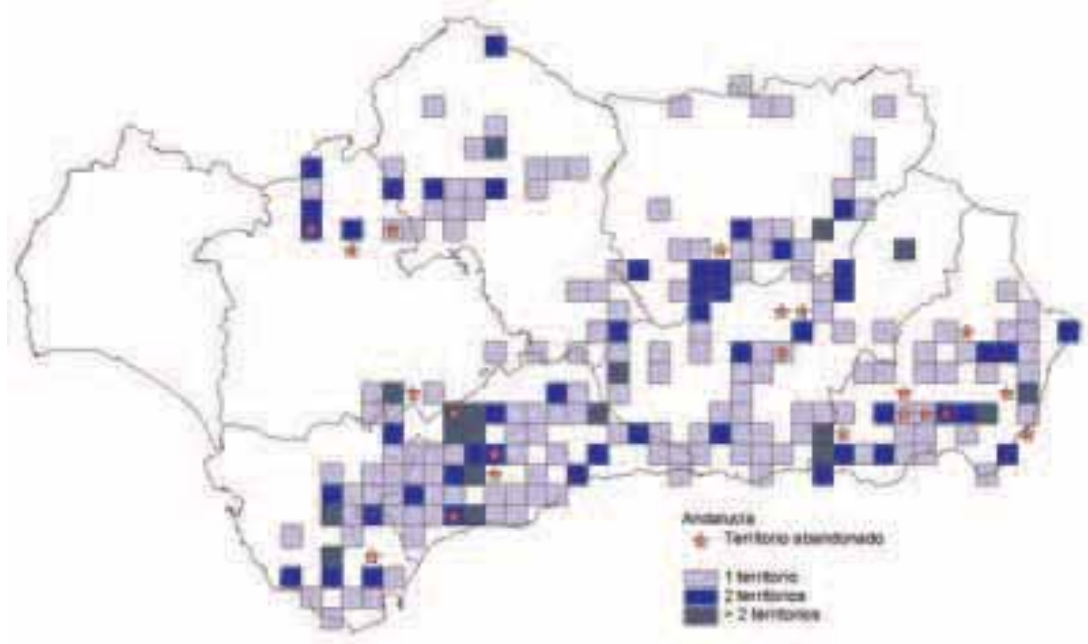 Andalucía
Territorio abandonado
1 territorio
2 territorios
> 2 territorios